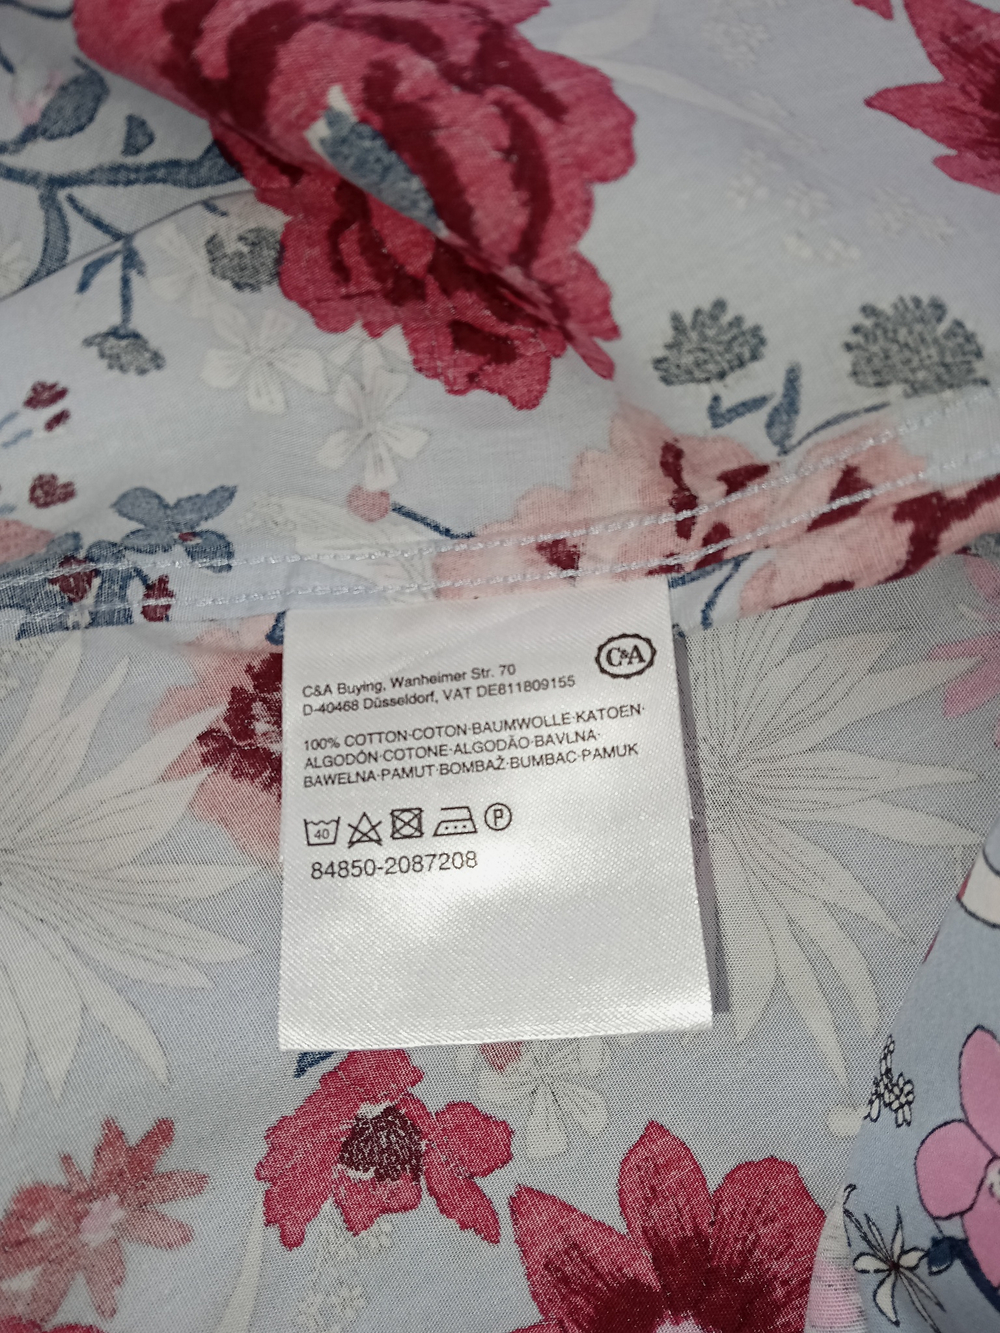 C&A
C&A Buying, Wanheimer Str. 70
D-40468 Düsseldorf, VAT DE811809155
100% COTTON·COTON·BAUMWOLLE·KATOEN·
ALGODÓN·COTONE·ALGODÃO·BAVLNA·
BAWEŁNA·PAMUT·BOMBAŽ·BUMBAC·PAMUK
40 P
84850-2087208